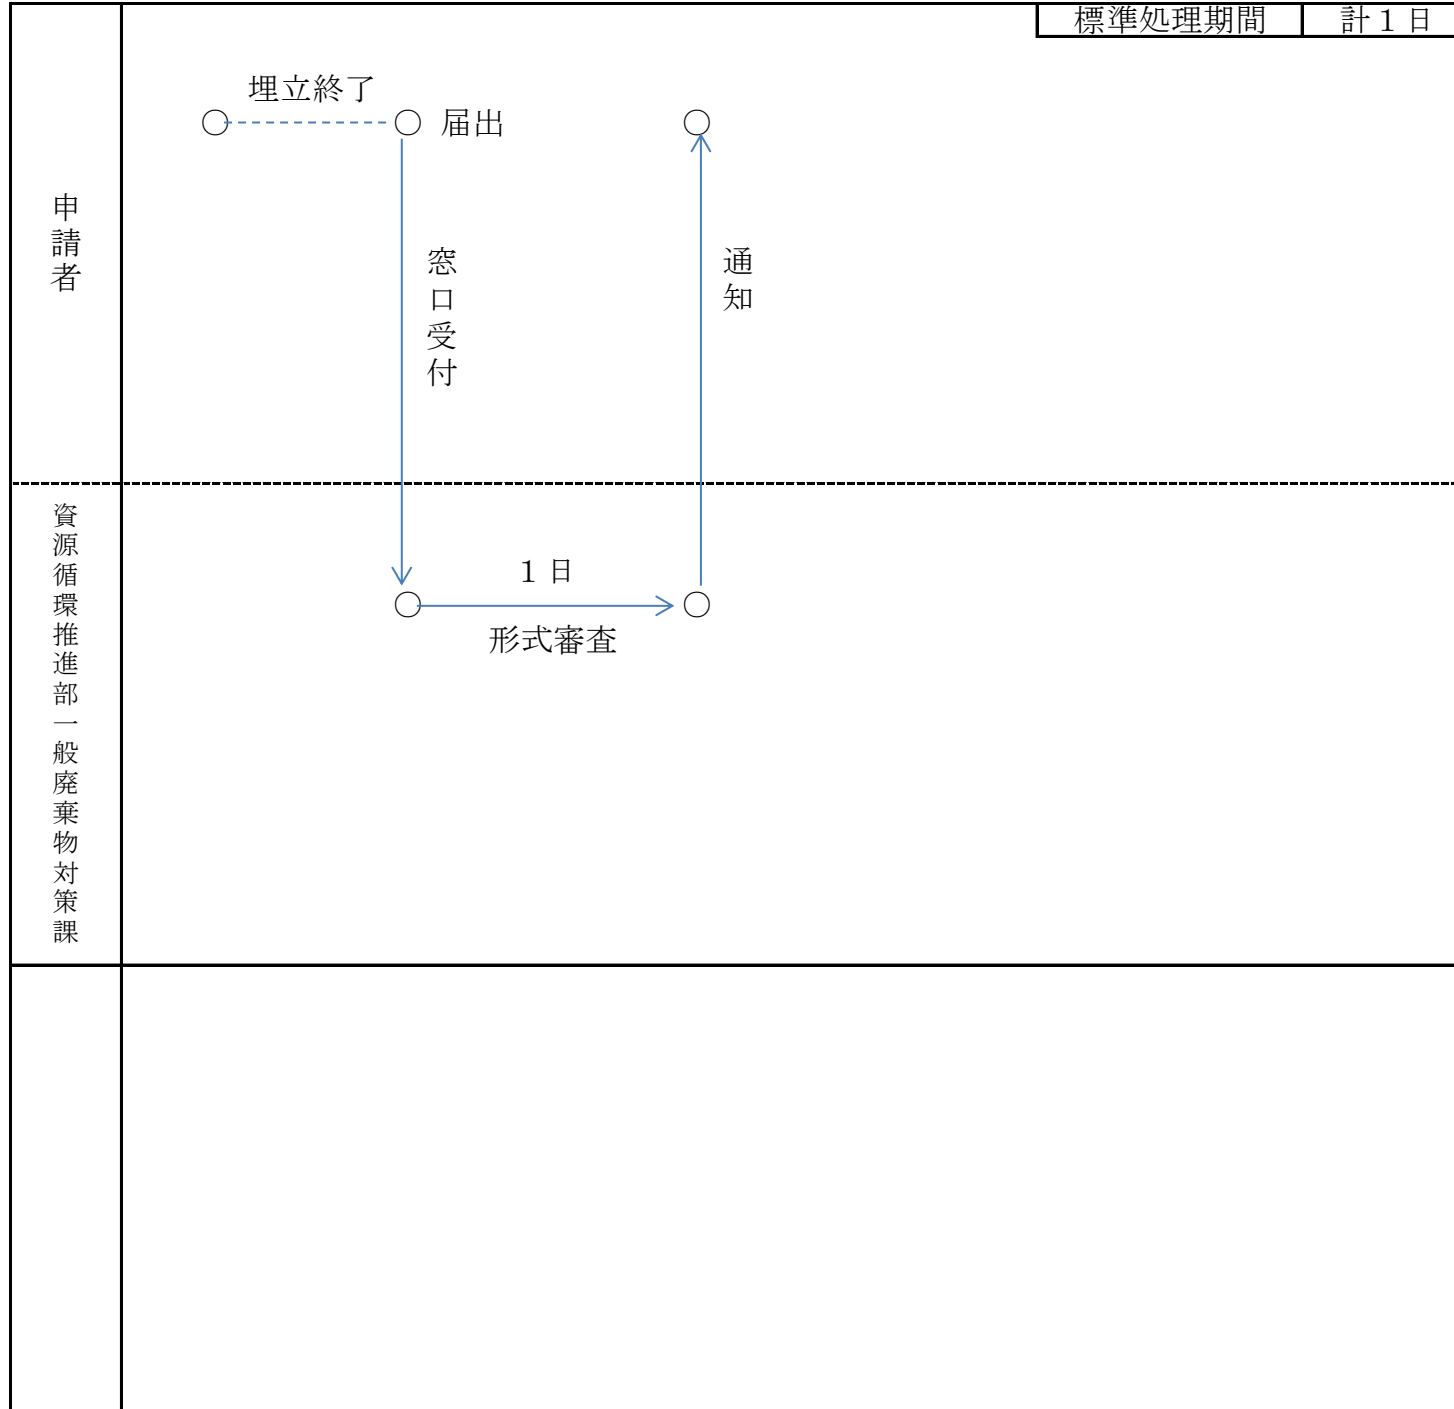 標準処理期間 計１日
埋立終了
○ ○ 届出 ○
申請者
窓口受付
通知
資源循環推進部一般廃棄物対策課
１日
○ ○
形式審査